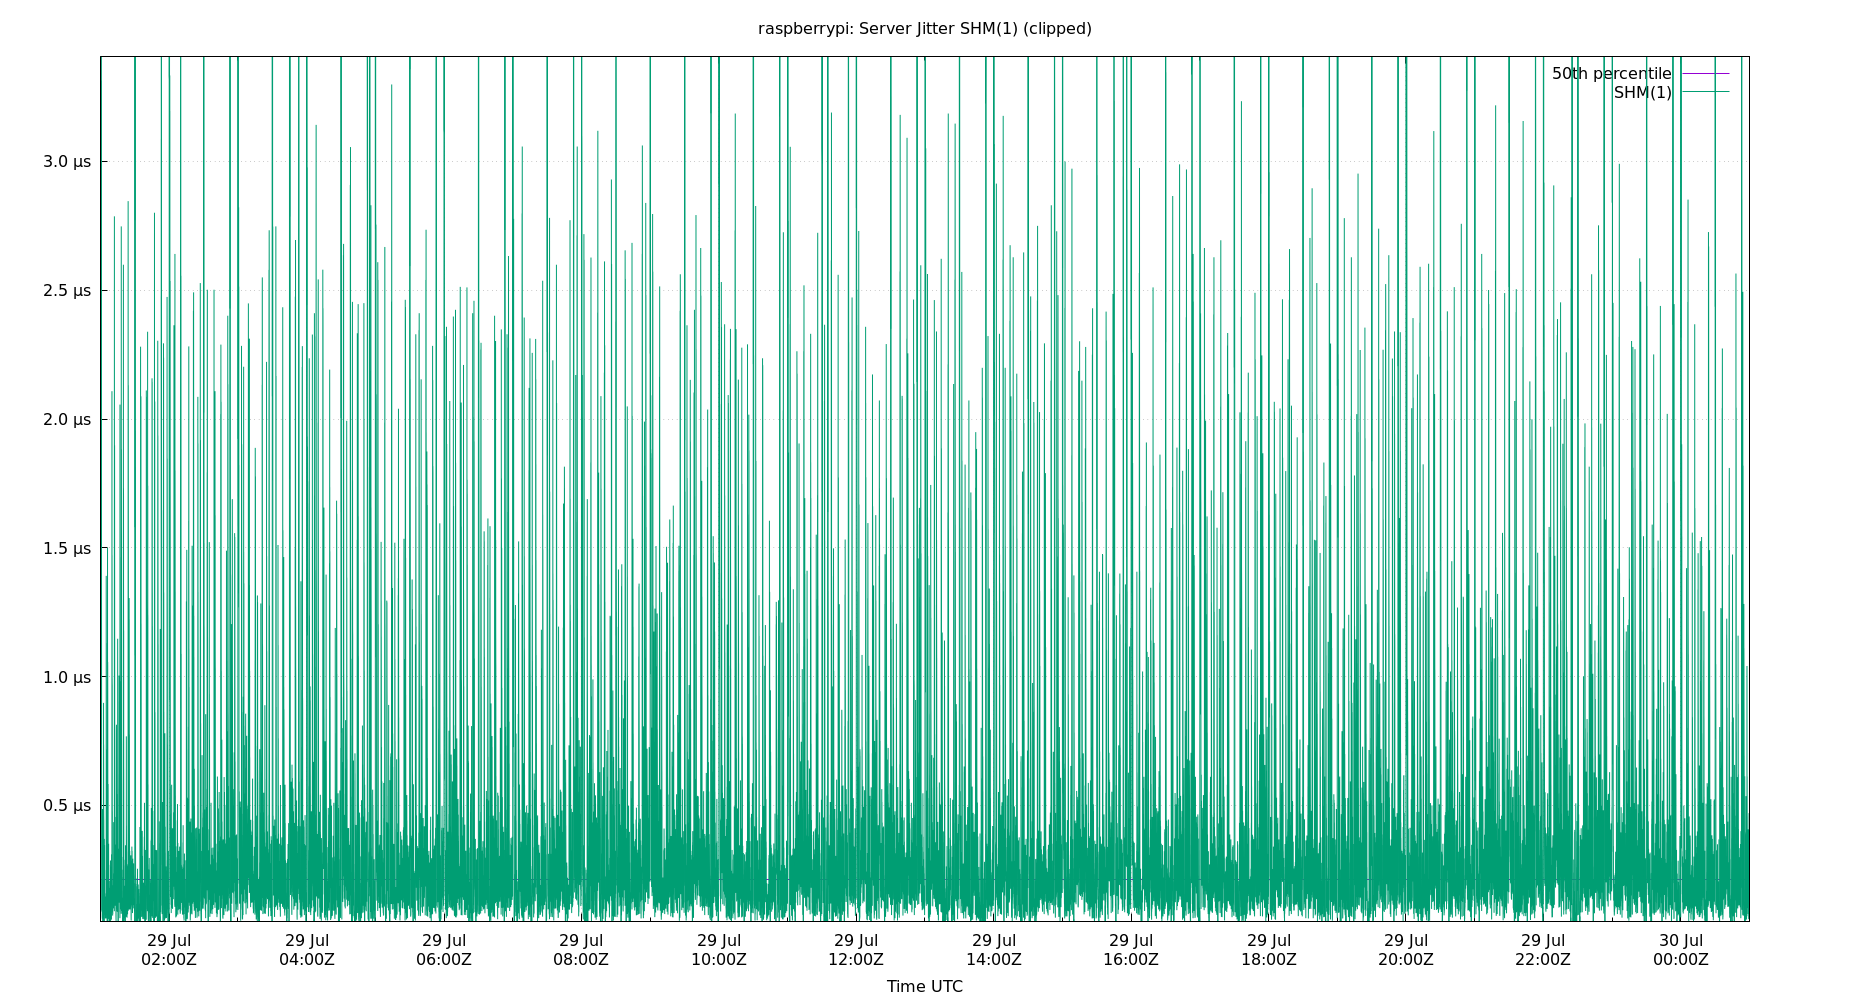 raspberrypi: Server Jitter SHM(1) (clipped)
50th percentile
SHM(1)
3.0 µs
2.5 µs
2.0 µs
1.5 µs
1.0 µs
0.5 µs
29 Jul 29 Jul 29 Jul 29 Jul 29 Jul 29 Jul 29 Jul 29 Jul 29 Jul 29 Jul 29 Jul 30 Jul
02:00Z 04:00Z 06:00Z 08:00Z 10:00Z 12:00Z 14:00Z 16:00Z 18:00Z 20:00Z 22:00Z 00:00Z
Time UTC